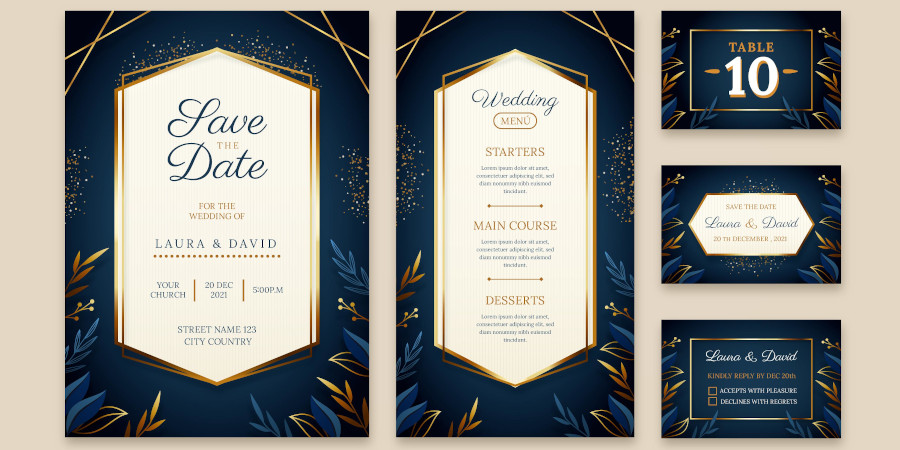 Save
THE
Date
FOR THE
WEDDING OF
LAURA & DAVID
YOUR CHURCH
20 DEC 2021
5:00P.M
STREET NAME 123
CITY COUNTRY
Wedding
MENÚ
STARTERS
Lorem ipsum dolor sit amet,
consectetuer adipiscing elit, sed
diam nonummy nibh euismod
tincidunt.
MAIN COURSE
Lorem ipsum dolor sit amet,
consectetuer adipiscing elit, sed
diam nonummy nibh euismod
tincidunt.
DESSERTS
Lorem ipsum dolor sit amet,
consectetuer adipiscing elit, sed
diam nonummy nibh euismod
tincidunt.
TABLE
10
SAVE THE DATE
Laura & David
20 TH DECEMBER , 2021
Laura & David
KINDLY REPLY BY DEC 20th
ACCEPTS WITH PLEASURE
DECLINES WITH REGRETS